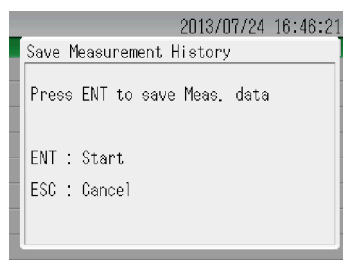 2013/07/24 16:46:21
Save Measurement History
Press ENT to save Meas. data
ENT : Start
ESC : Cancel